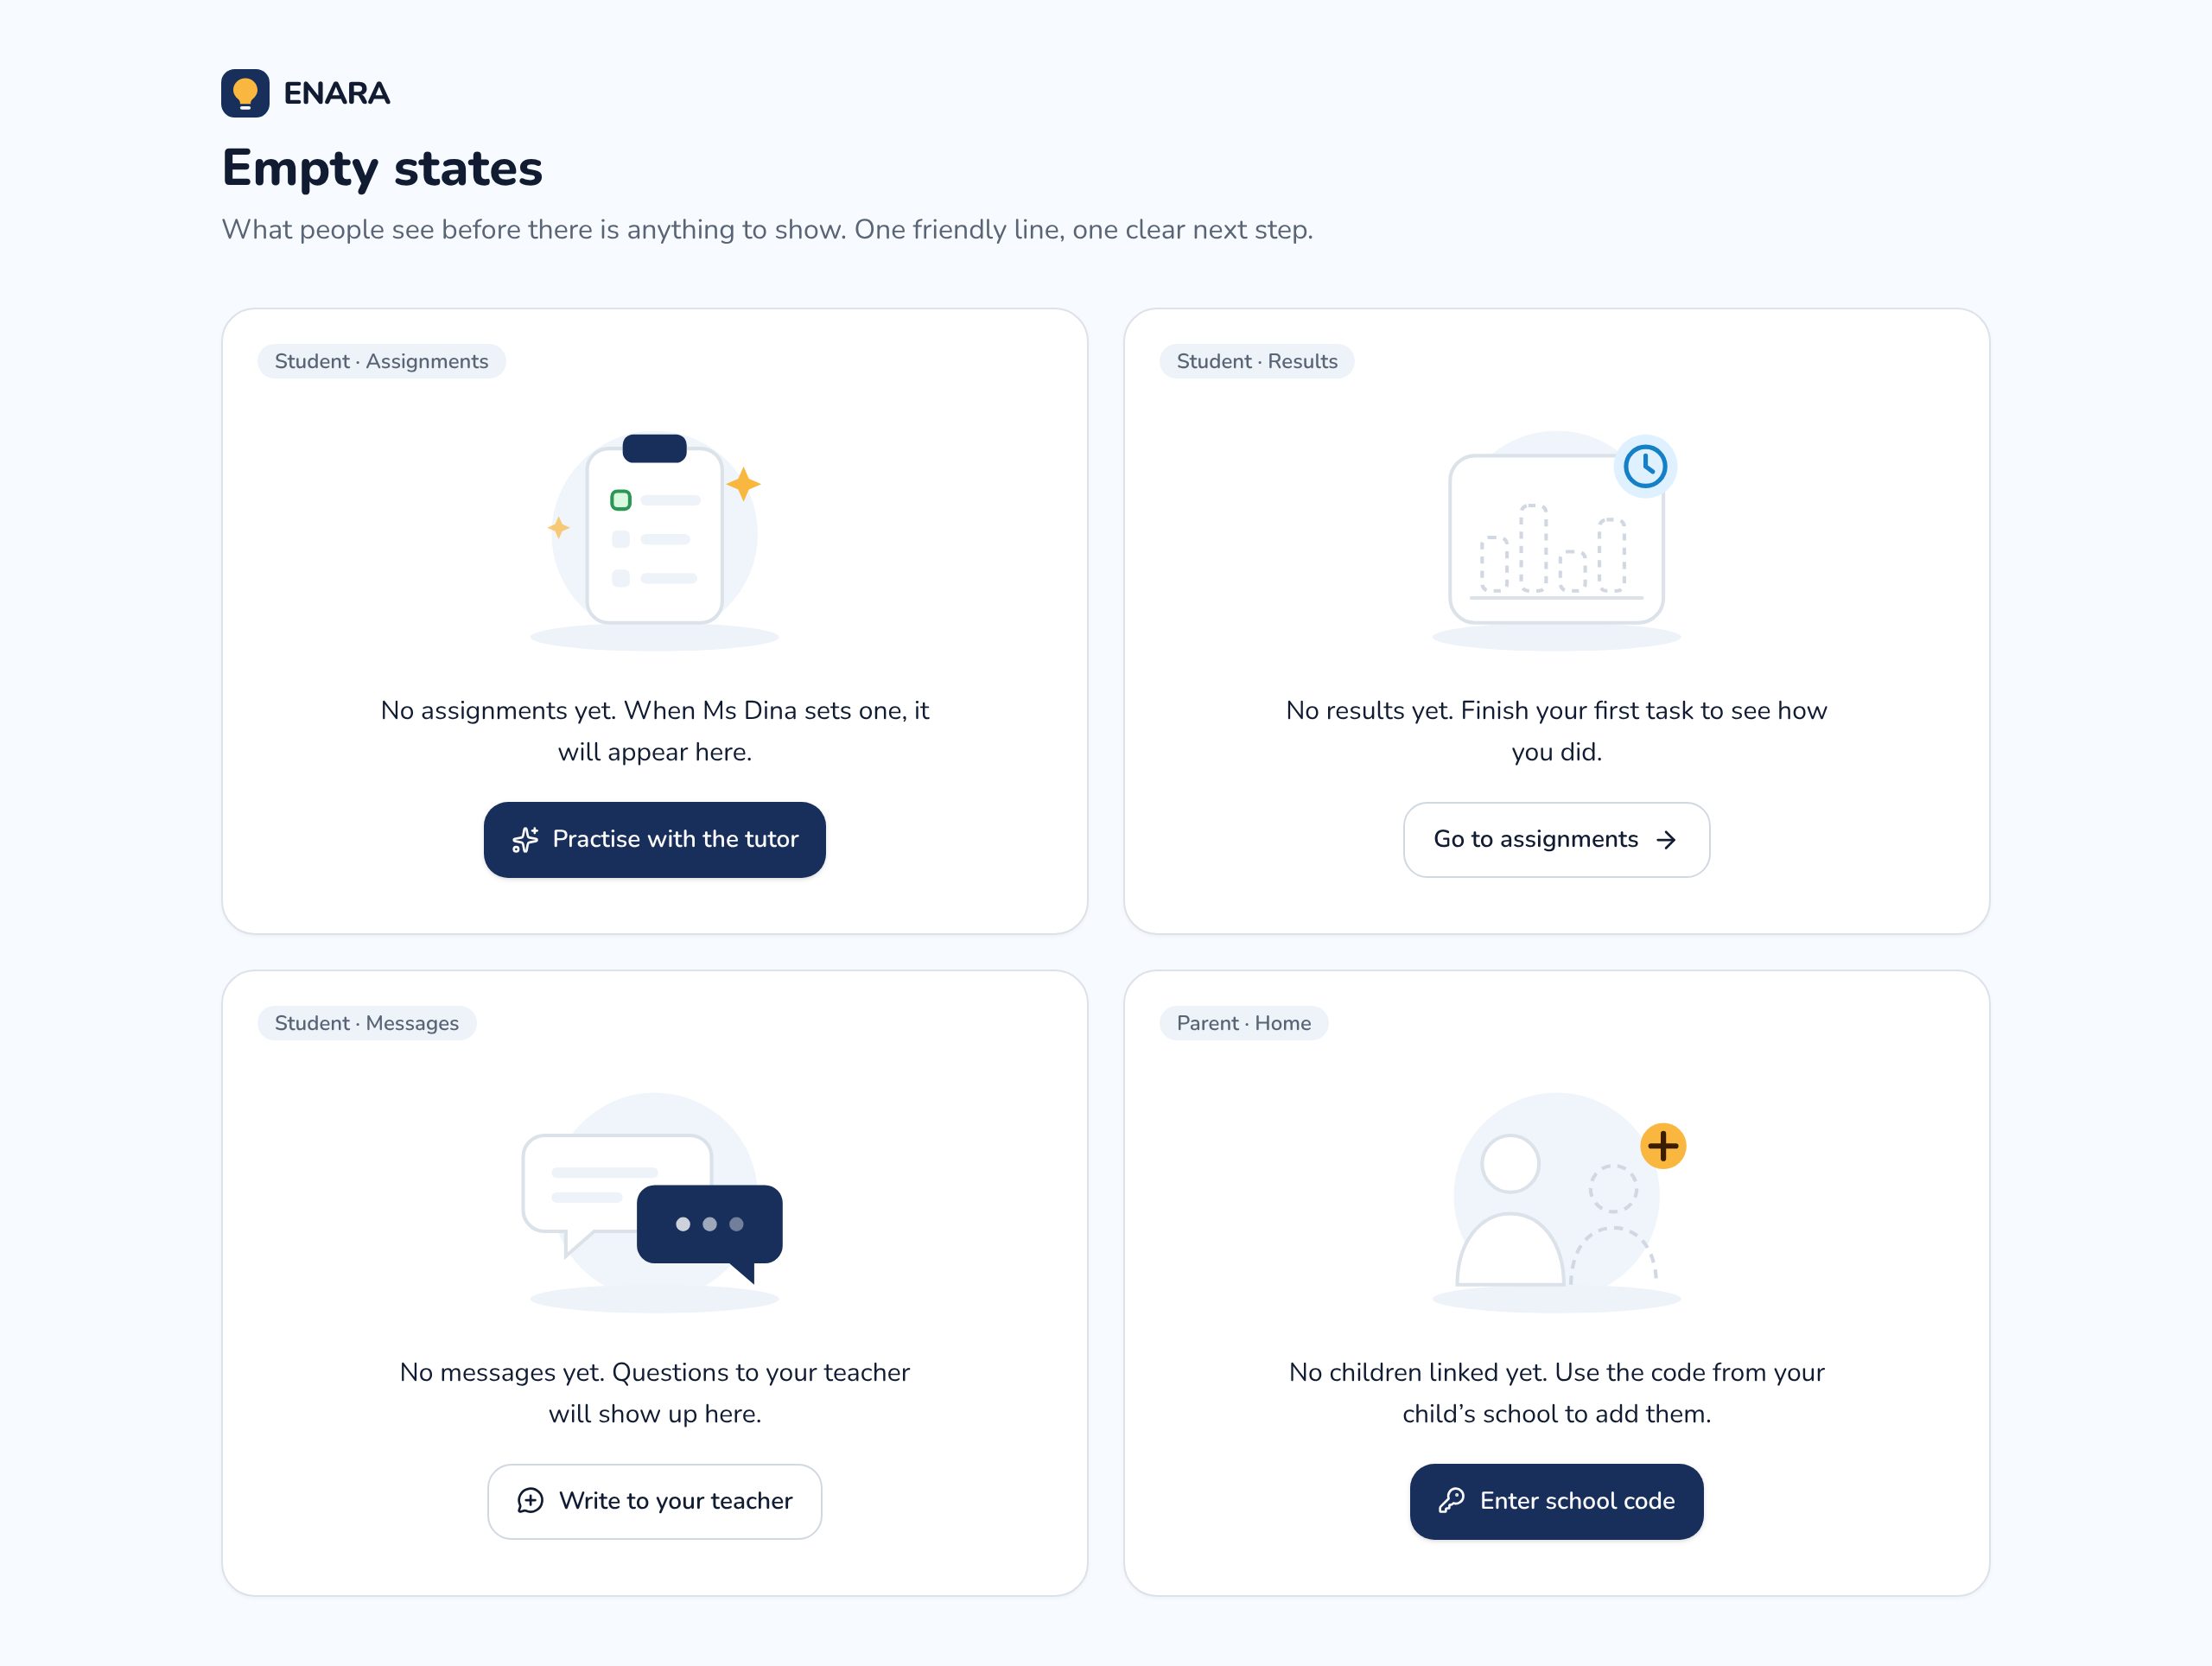 ENARA
Empty states
What people see before there is anything to show. One friendly line, one clear next step.
Student · Assignments
No assignments yet. When Ms Dina sets one, it
will appear here.
Practise with the tutor
Student · Results
No results yet. Finish your first task to see how
you did.
Go to assignments
Student · Messages
No messages yet. Questions to your teacher
will show up here.
Write to your teacher
Parent · Home
No children linked yet. Use the code from your
child’s school to add them.
Enter school code